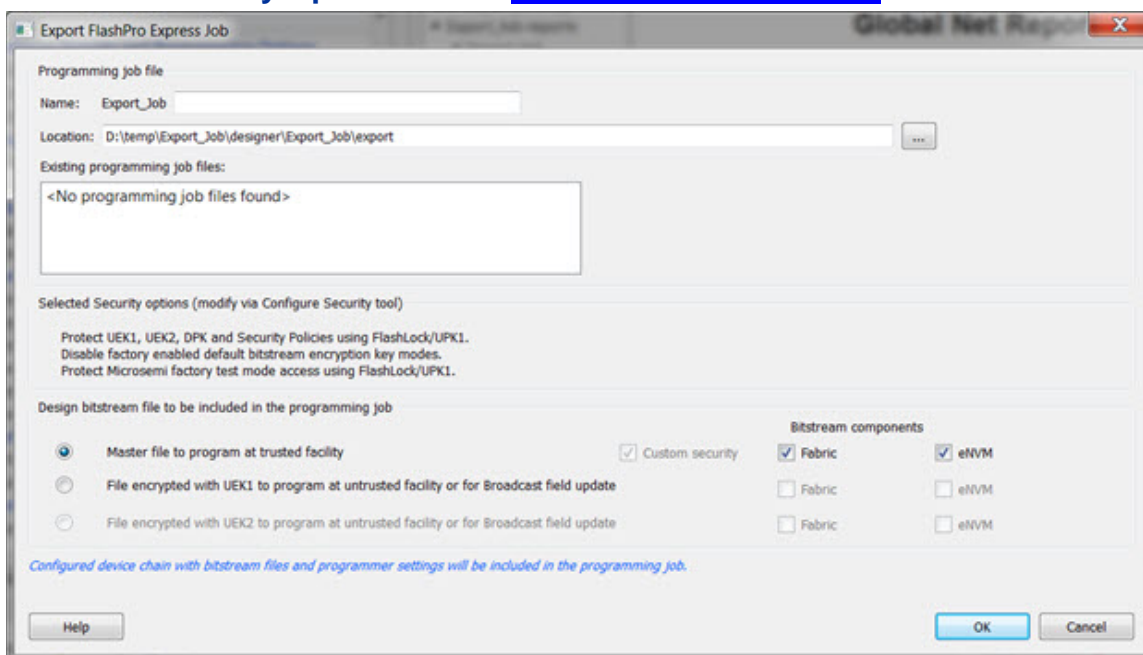 Export FlashPro Express Job
Global Net Repor
Programming job file
Name: Export_Job
Location: D:\temp\Export_Job\designer\Export_Job\export
...
Existing programming job files:
<No programming job files found>
Selected Security options (modify via Configure Security tool)
Protect UEK1, UEK2, DPK and Security Policies using FlashLock/UPK1.
Disable factory enabled default bitstream encryption key modes.
Protect Microsemi factory test mode access using FlashLock/UPK1.
Design bitstream file to be included in the programming job
Bitstream components
Master file to program at trusted facility Custom security Fabric eNVM
File encrypted with UEK1 to program at untrusted facility or for Broadcast field update Fabric eNVM
File encrypted with UEK2 to program at untrusted facility or for Broadcast field update Fabric eNVM
Configured device chain with bitstream files and programmer settings will be included in the programming job.
Help OK Cancel